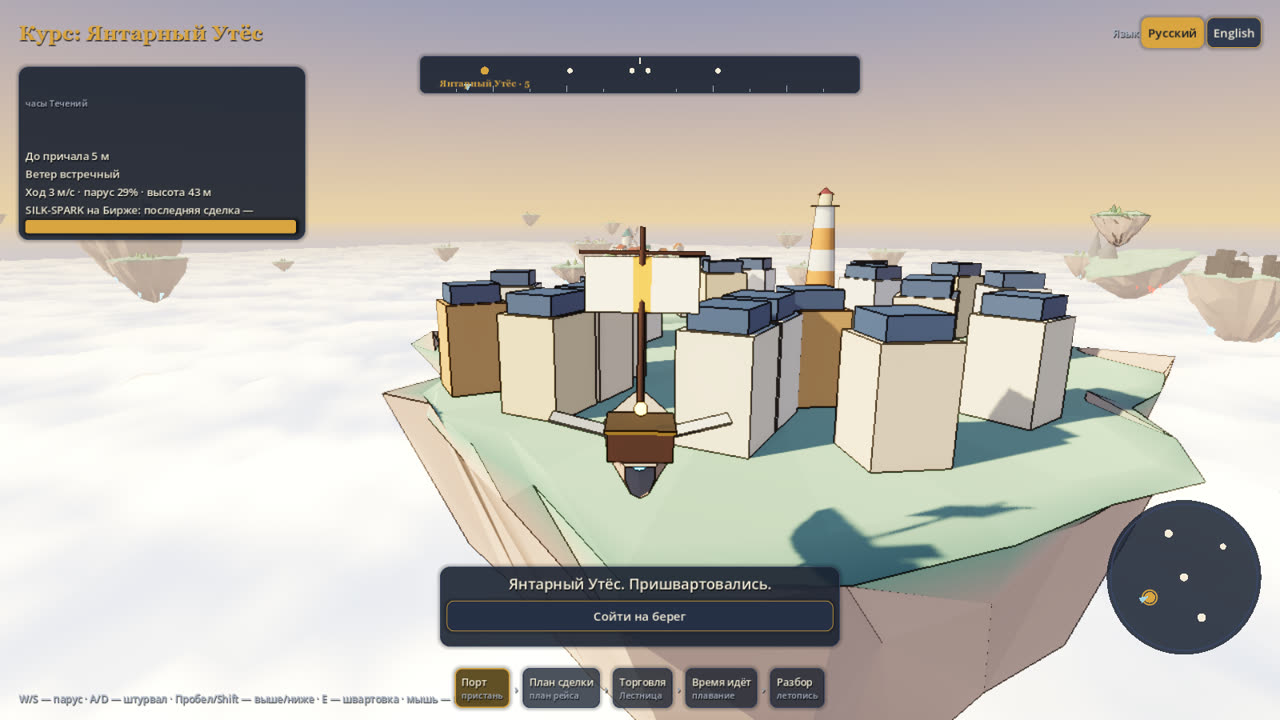 Курс: Янтарный Утёс
Язык
Русский
English
Янтарный Утёс · 5
часы Течений
До причала 5 м
Ветер встречный
Ход 3 м/с · парус 29% · высота 43 м
SILK-SPARK на Бирже: последняя сделка —
Янтарный Утёс. Пришвартовались.
Сойти на берег
Порт
пристань
План сделки
план рейса
Торговля
Лестница
Время идёт
плавание
Разбор
летопись
W/S — парус · A/D — штурвал · Пробел/Shift — выше/ниже · E — швартовка · мышь —